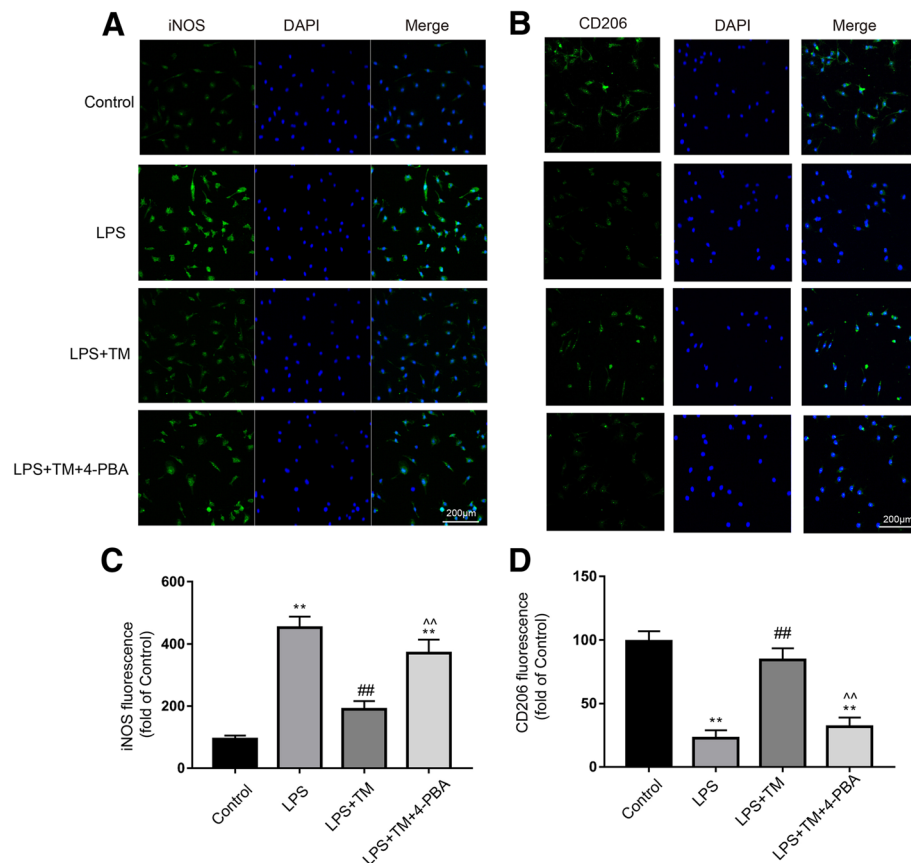 A
iNOS DAPI Merge
Control
LPS
LPS+TM
LPS+TM+4-PBA
200μm
B
CD206 DAPI Merge
200μm
C
iNOS fluorescence
(fold of Control)
600
400
200
0
**
##
^^
**
Control
LPS
LPS+TM
LPS+TM+4-PBA
D
CD206 fluorescence
(fold of Control)
150
100
50
0
**
##
^^
**
Control
LPS
LPS+TM
LPS+TM+4-PBA